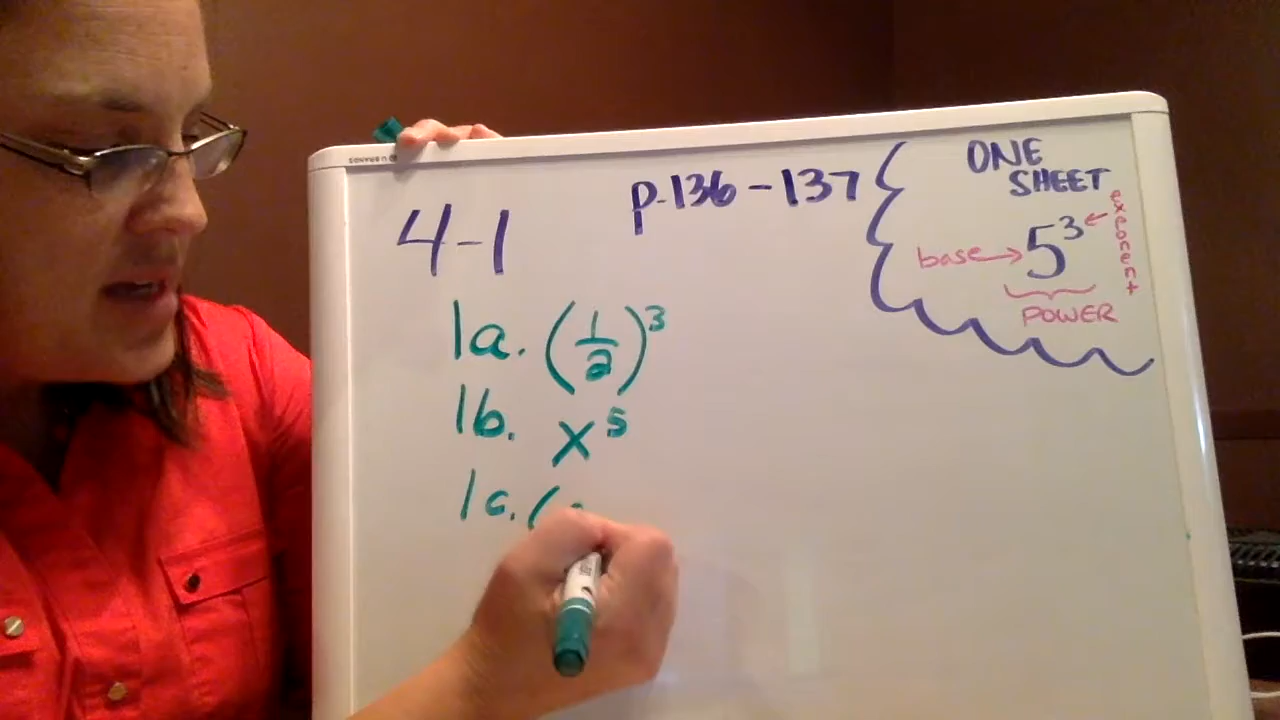 p.136-137
4-1
1a. (1/2)³
1b. x⁵
1c. (
ONE
SHEET
base → 5³ ← exponent
POWER